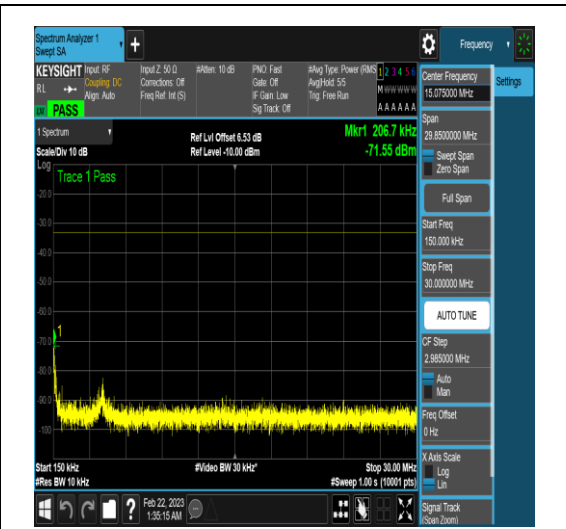 Spectrum Analyzer 1
Swept SA
+
Frequency
KEYSIGHT
RL
PASS
Input: RF
Coupling: DC
Align: Auto
Input Z: 50 Ω
Corrections: Off
Freq Ref: Int (S)
#Atten: 10 dB
PNO: Fast
Gate: Off
IF Gain: Low
Sig Track: Off
#Avg Type: Power (RMS
Avg|Hold: 5/5
Trig: Free Run
1 2 3 4 5 6
M W W W W W
A A A A A A
1 Spectrum
Scale/Div 10 dB
Ref Lvl Offset 6.53 dB
Ref Level -10.00 dBm
Mkr1 206.7 kHz
-71.55 dBm
Log
Trace 1 Pass
-20.0
-30.0
-40.0
-50.0
-60.0
-70.0
-80.0
-90.0
-100
1
Start 150 kHz
#Res BW 10 kHz
#Video BW 30 kHz*
Stop 30.00 MHz
#Sweep 1.00 s (10001 pts)
Feb 22, 2023
1:35:15 AM
Center Frequency
15.075000 MHz
Settings
Span
29.8500000 MHz
Swept Span
Zero Span
Full Span
Start Freq
150.000 kHz
Stop Freq
30.000000 MHz
AUTO TUNE
CF Step
2.985000 MHz
Auto
Man
Freq Offset
0 Hz
X Axis Scale
Log
Lin
Signal Track
(Span Zoom)